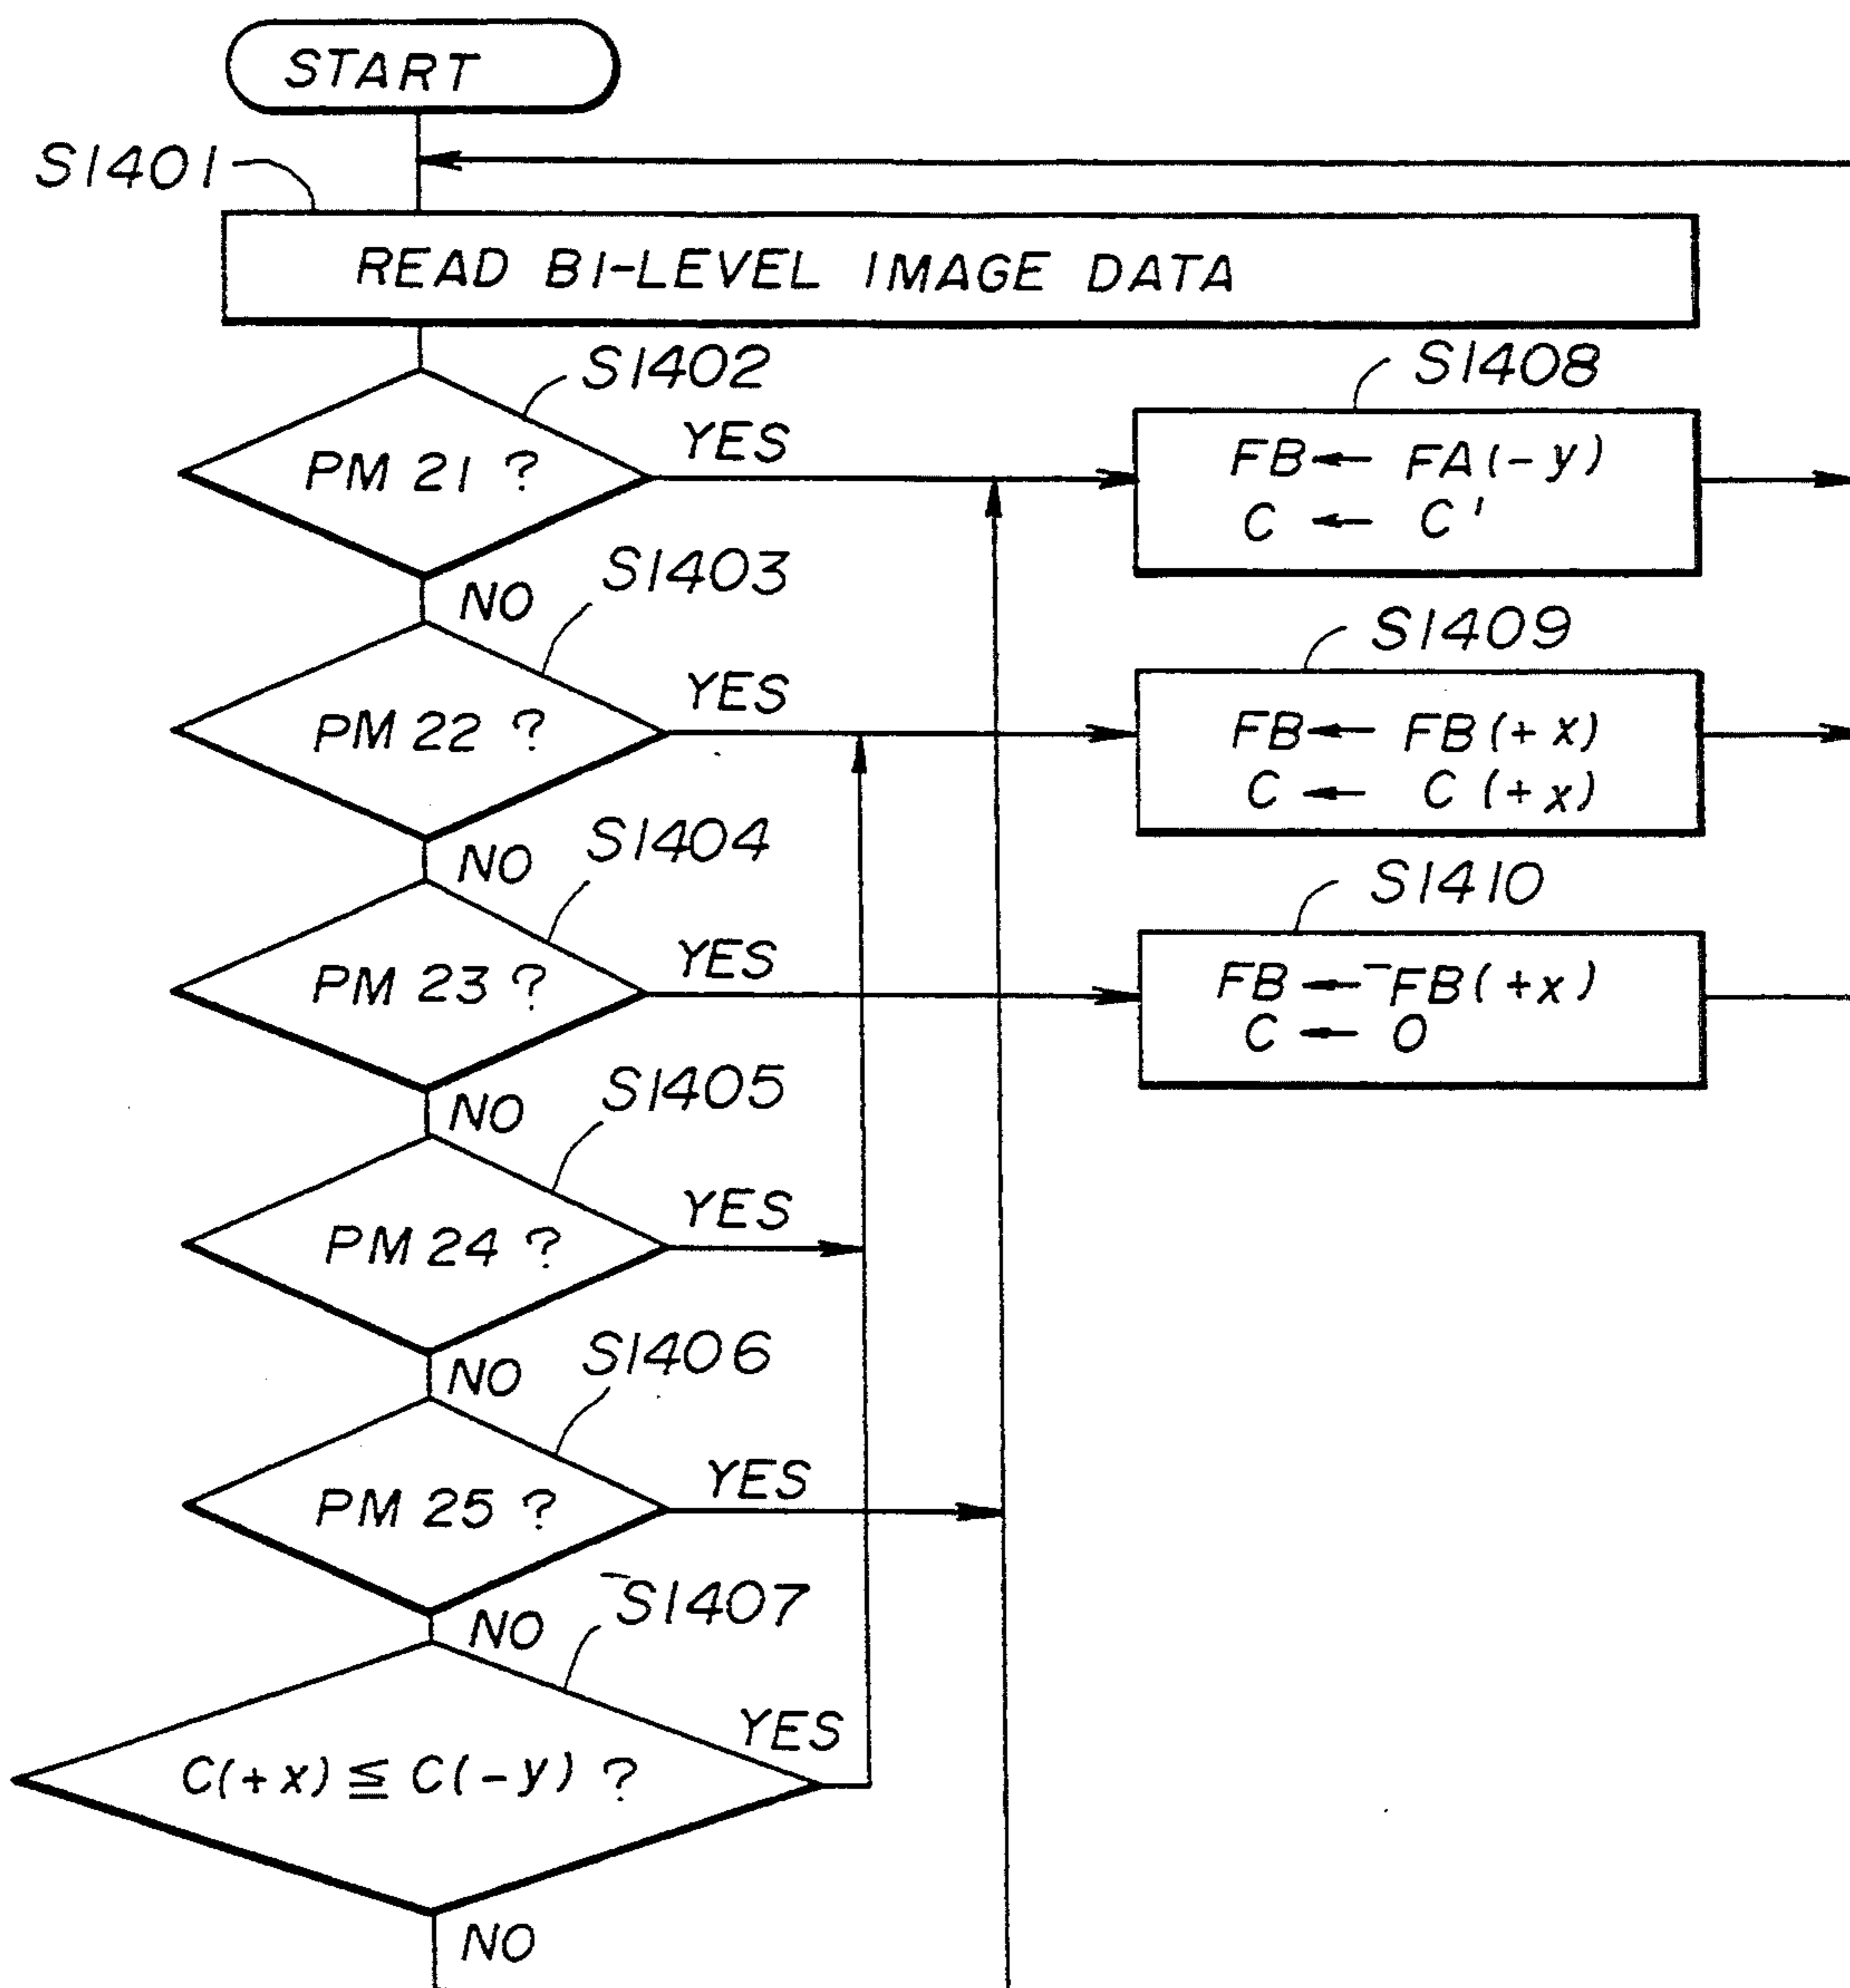 START
S1401
READ BI-LEVEL IMAGE DATA
S1402
PM 21 ?
YES
NO
S1408
FB ← FA(-y)
C ← C'
S1403
PM 22 ?
YES
NO
S1409
FB ← FB(+x)
C ← C(+x)
S1404
PM 23 ?
YES
NO
S1410
FB ← ‾FB(+x)
C ← 0
S1405
PM 24 ?
YES
NO
S1406
PM 25 ?
YES
NO
S1407
C(+x) ≦ C(-y) ?
YES
NO